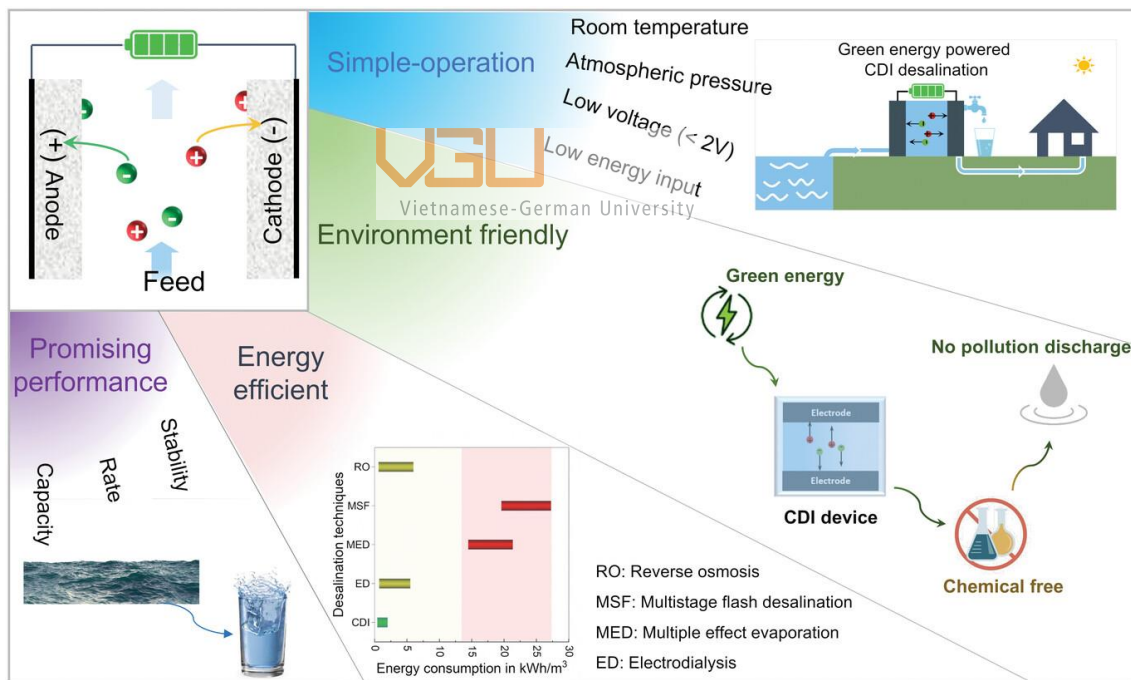 (+) Anode
+
-
+
-
+
-
Cathode (-)
Feed
Simple-operation
Room temperature
Atmospheric pressure
Low voltage (< 2V)
Low energy input
Green energy powered
CDI desalination
VGU
Vietnamese-German University
Environment friendly
Green energy
No pollution discharge
Electrode
Electrode
CDI device
Chemical free
Promising
performance
Capacity
Rate
Stability
Energy
efficient
Desalination techniques
RO
MSF
MED
ED
CDI
0 5 10 15 20 25 30
Energy consumption in kWh/m³
RO: Reverse osmosis
MSF: Multistage flash desalination
MED: Multiple effect evaporation
ED: Electrodialysis